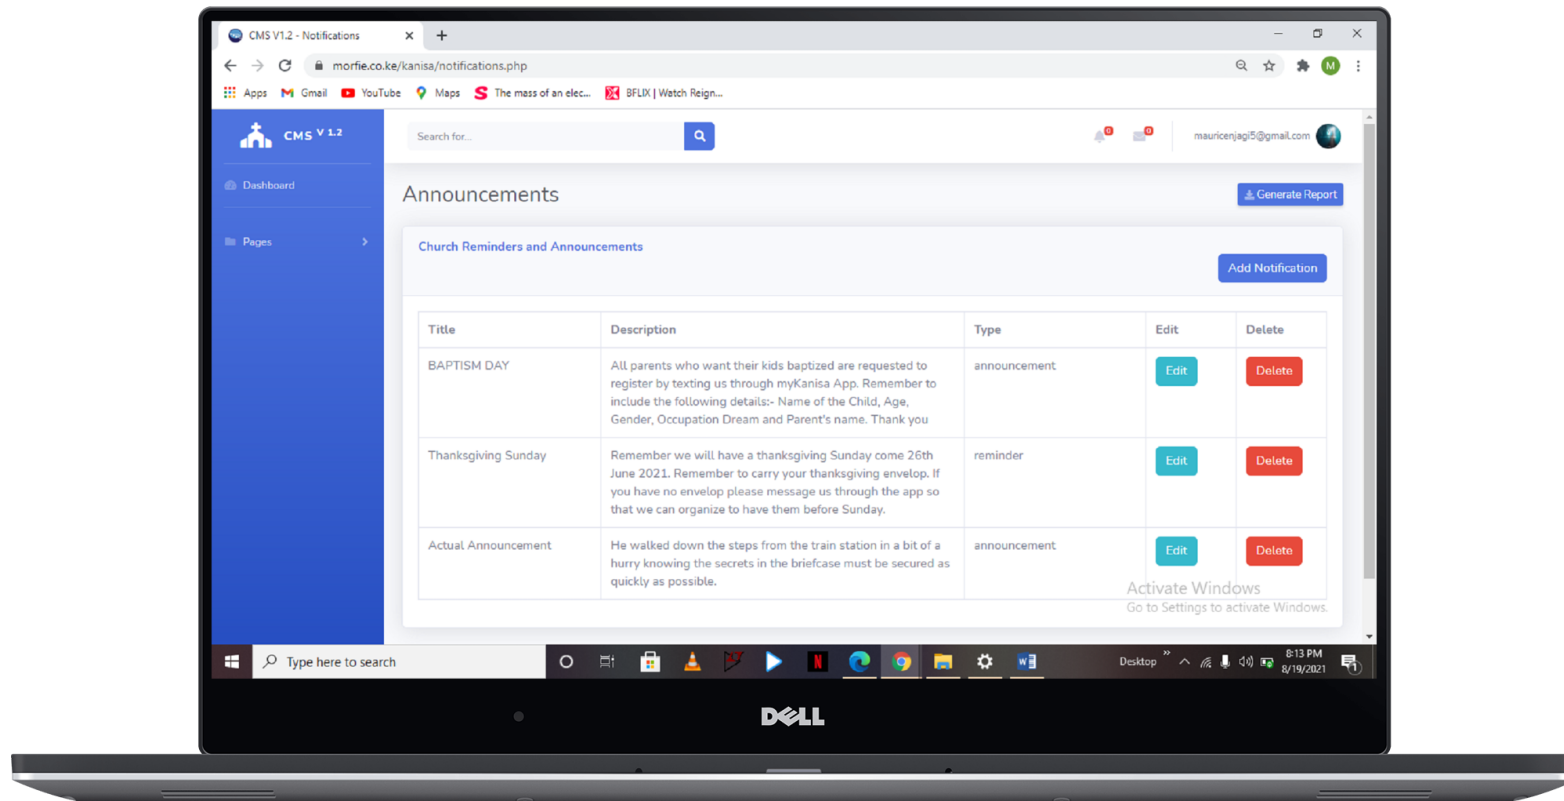 CMS V1.2 - Notifications
morfie.co.ke/kanisa/notifications.php
M
Apps Gmail YouTube Maps The mass of an elec... BFLIX | Watch Reign...
CMS V 1.2
Search for...
0 0
mauricenjagi5@gmail.com
Dashboard
Pages
Announcements
Generate Report
Church Reminders and Announcements
Add Notification
Title Description Type Edit Delete
BAPTISM DAY
All parents who want their kids baptized are requested to
register by texting us through myKanisa App. Remember to
include the following details:- Name of the Child, Age,
Gender, Occupation Dream and Parent's name. Thank you
announcement
Edit
Delete
Thanksgiving Sunday
Remember we will have a thanksgiving Sunday come 26th
June 2021. Remember to carry your thanksgiving envelop. If
you have no envelop please message us through the app so
that we can organize to have them before Sunday.
reminder
Edit
Delete
Actual Announcement
He walked down the steps from the train station in a bit of a
hurry knowing the secrets in the briefcase must be secured as
quickly as possible.
announcement
Edit
Delete
Activate Windows
Go to Settings to activate Windows.
Type here to search
N
W
Desktop
8:13 PM
8/19/2021
1
DELL